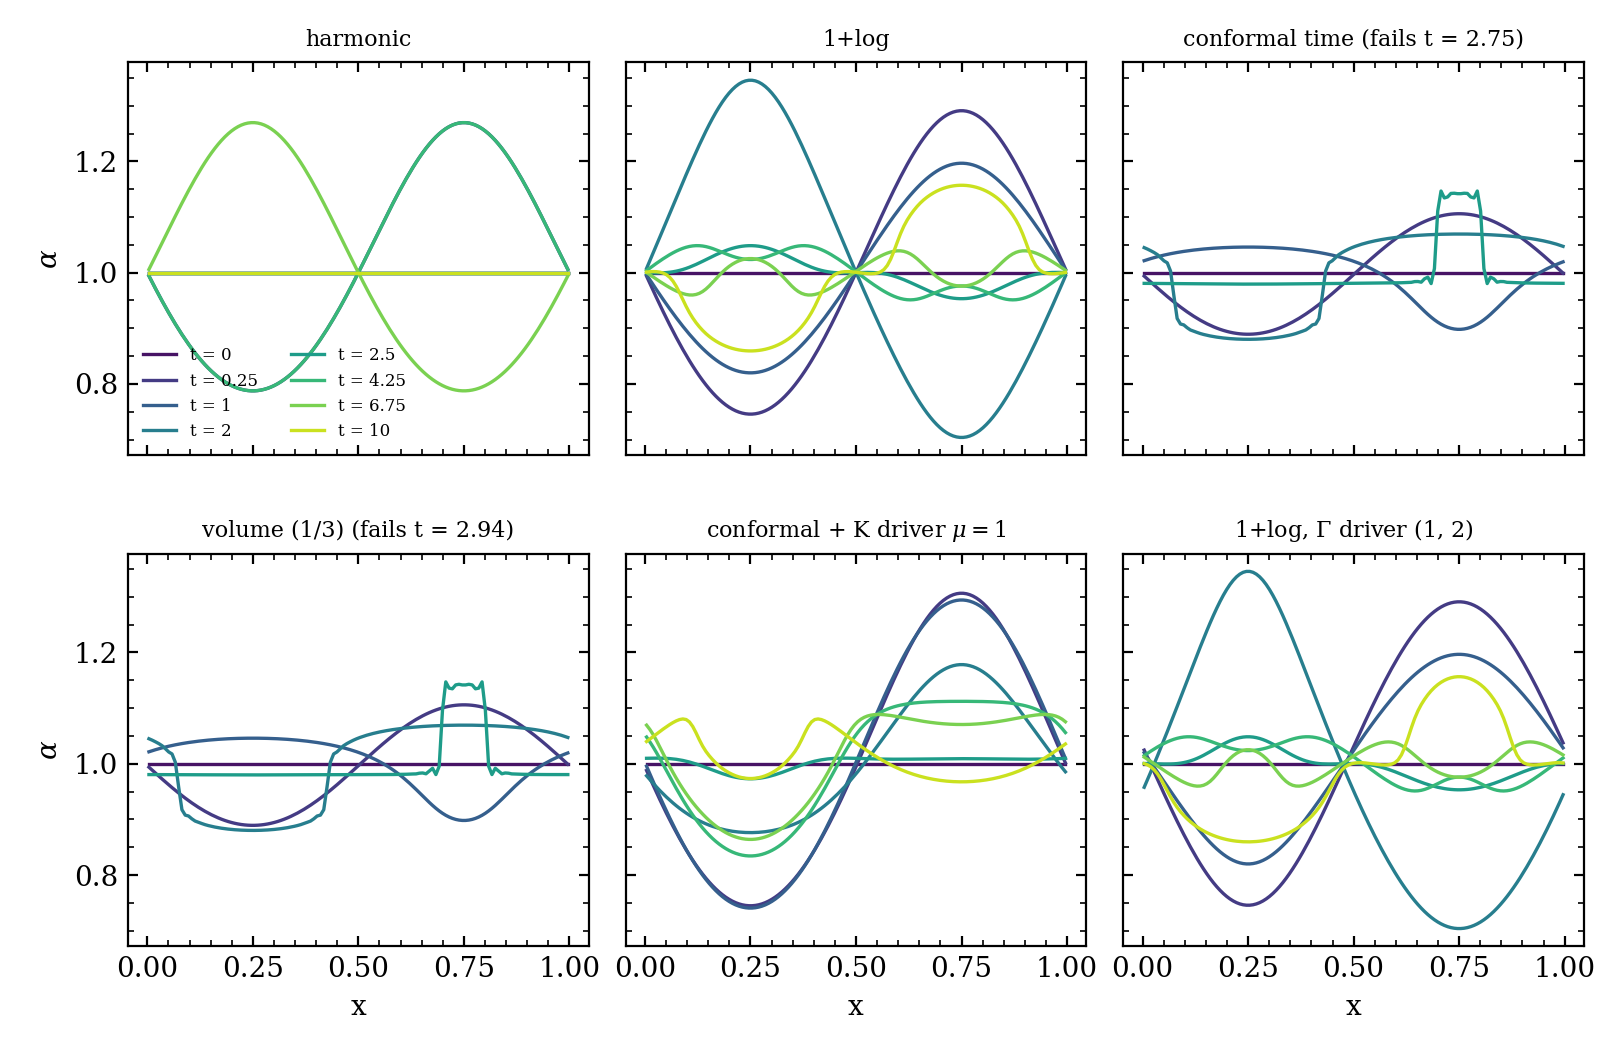 harmonic
1+log
conformal time (fails t = 2.75)
α
1.2
1.0
0.8
t = 0
t = 0.25
t = 1
t = 2
t = 2.5
t = 4.25
t = 6.75
t = 10
volume (1/3) (fails t = 2.94)
conformal + K driver μ = 1
1+log, Γ driver (1, 2)
α
1.2
1.0
0.8
0.00 0.25 0.50 0.75 1.00
0.00 0.25 0.50 0.75 1.00
0.00 0.25 0.50 0.75 1.00
x
x
x